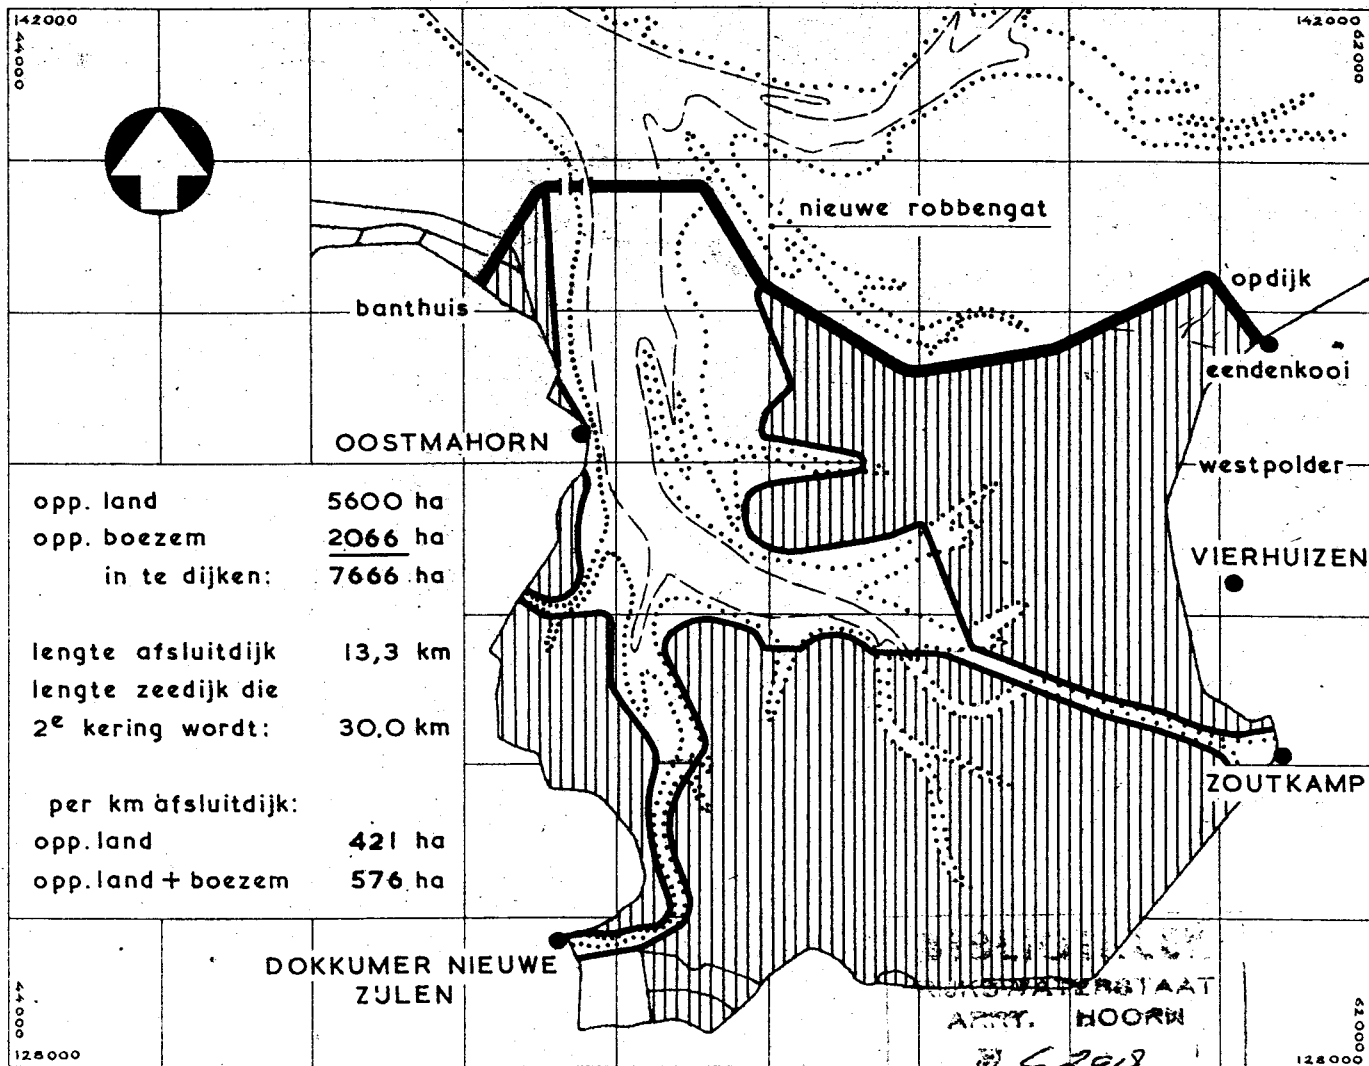 142000
44000
142000
62000
nieuwe robbengat
opdijk
banthuis
eendenkooi
OOSTMAHORN
westpolder
opp. land 5600 ha
opp. boezem 2066 ha
in te dijken: 7666 ha
VIERHUIZEN
lengte afsluitdijk 13,3 km
lengte zeedijk die
2e kering wordt: 30,0 km
ZOUTKAMP
per km afsluitdijk:
opp. land 421 ha
opp. land + boezem 576 ha
DOKKUMER NIEUWE
ZIJLEN
RIJKSWATERSTAAT
HOORN
44000
128000
62000
128000